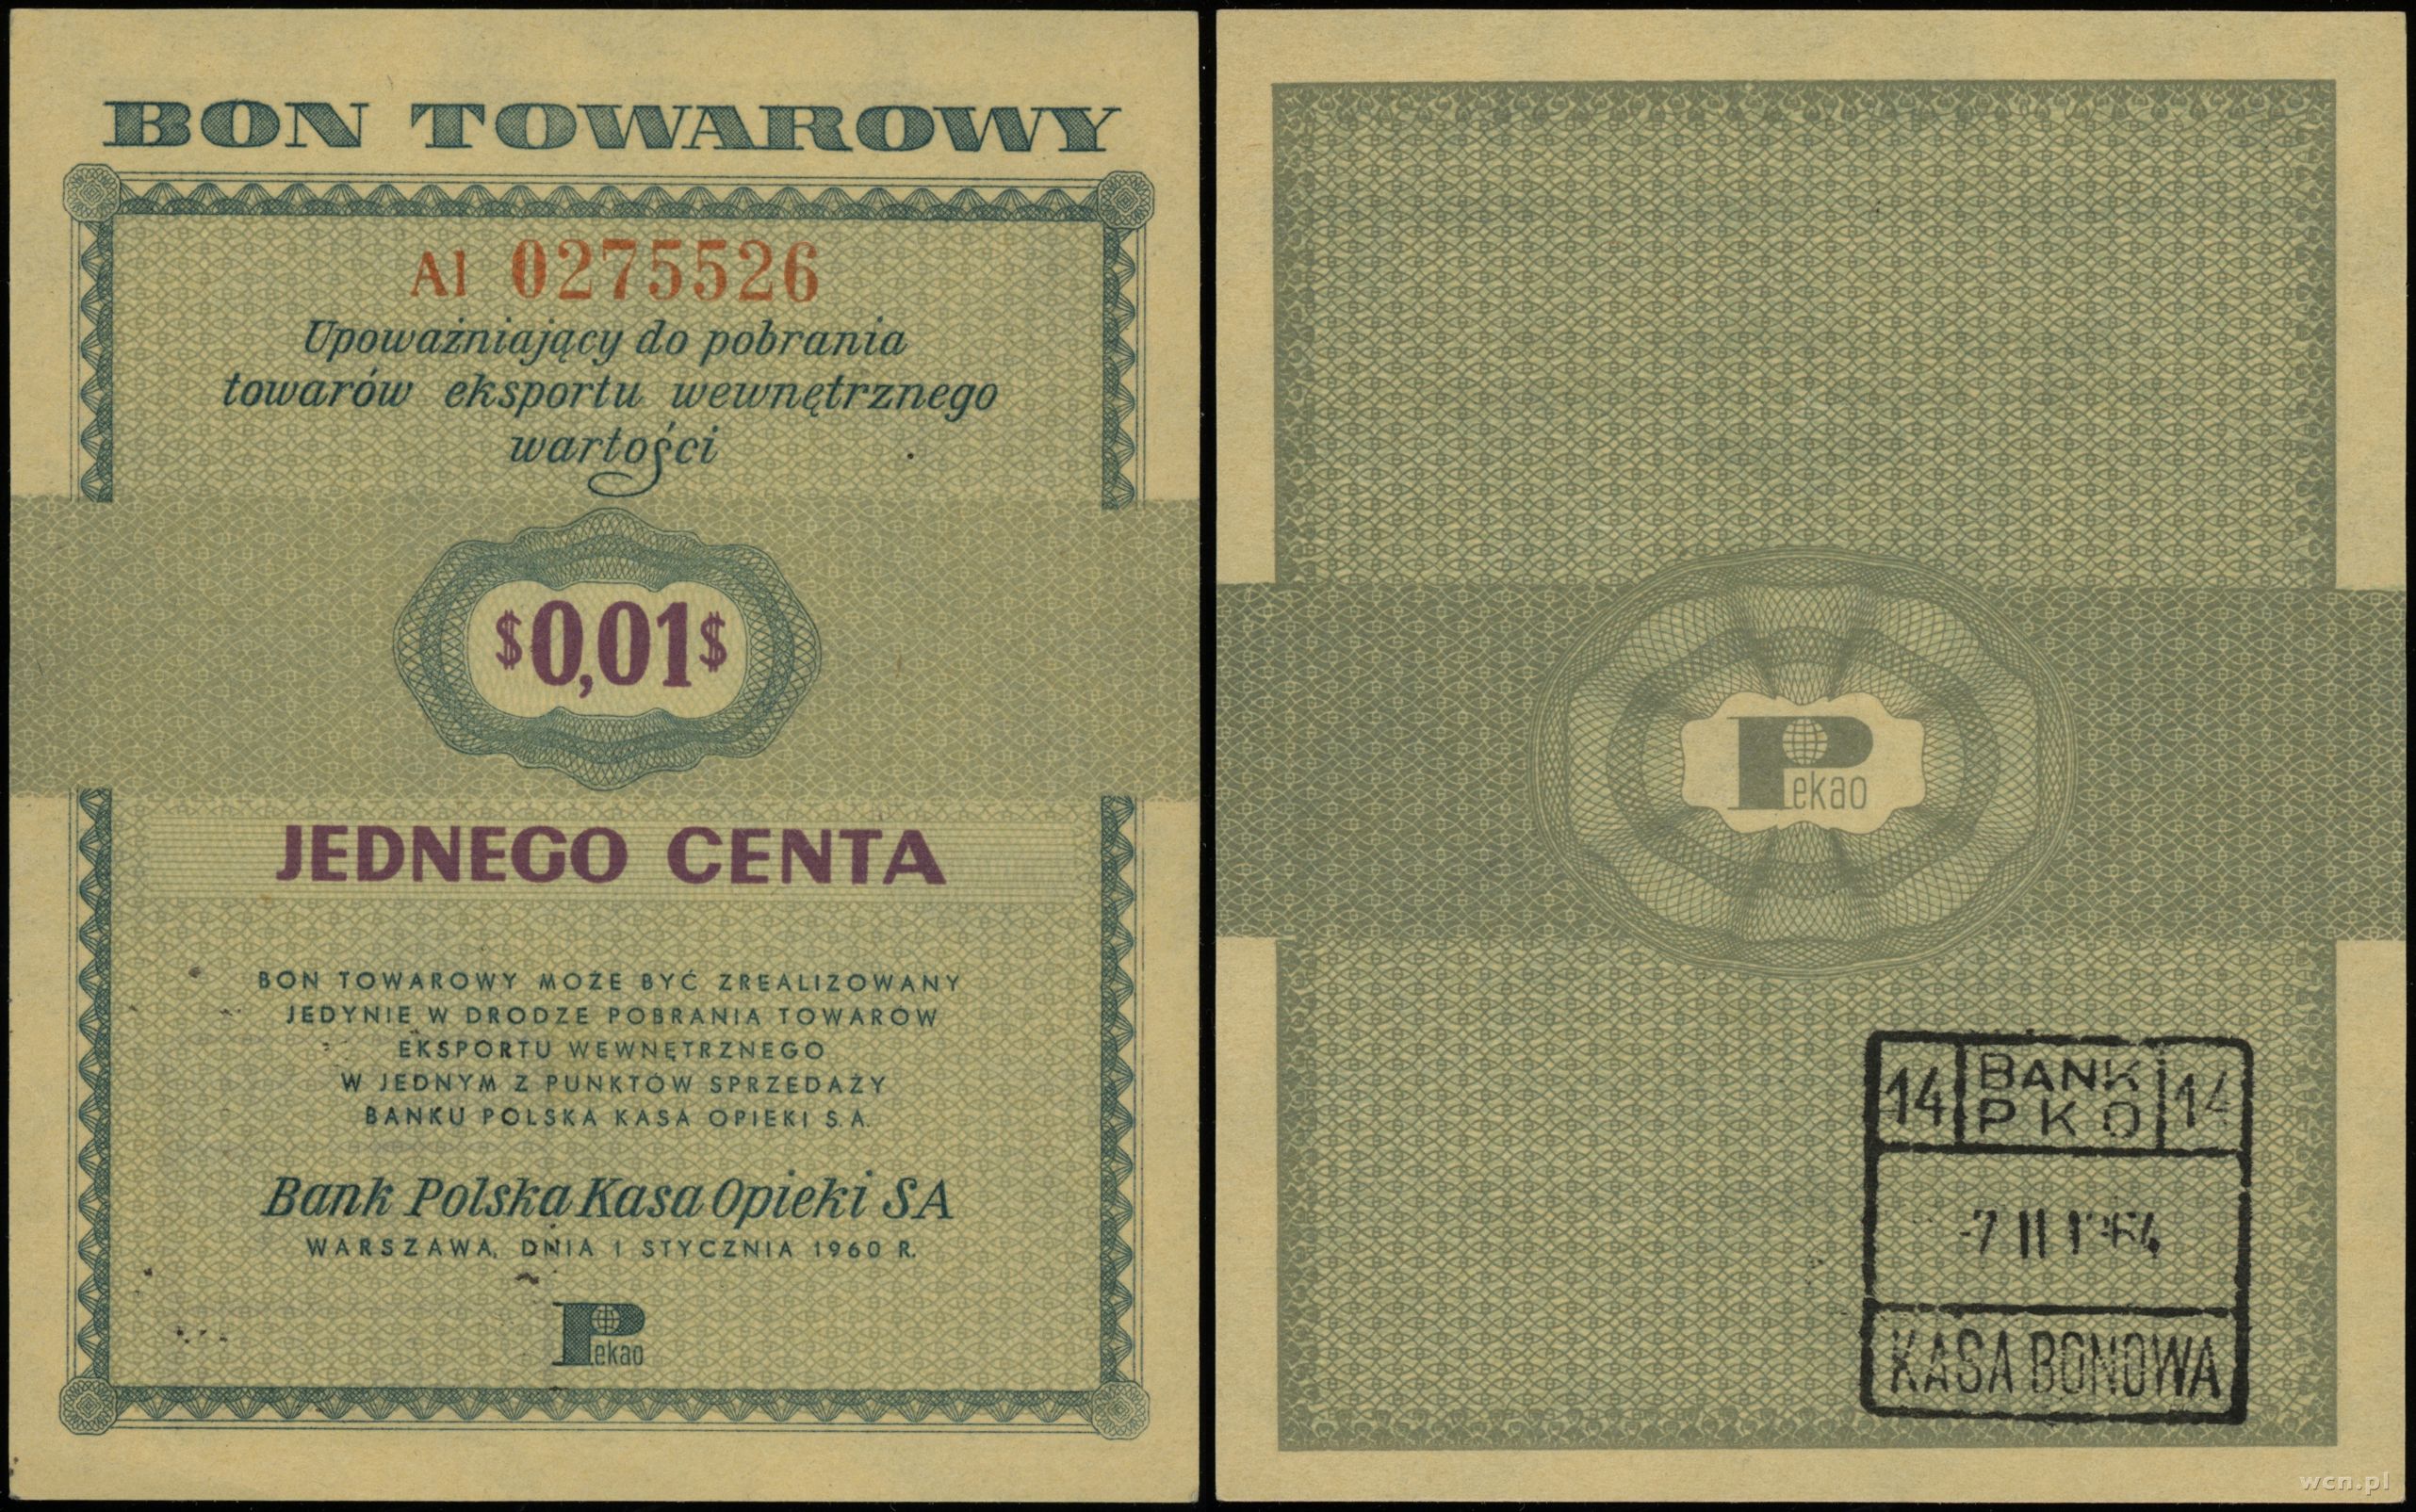 BON TOWAROWY
Al 0275526
Upoważniający do pobrania
towarów eksportu wewnętrznego
wartości
$0,01$
JEDNEGO CENTA
BON TOWAROWY MOŻE BYĆ ZREALIZOWANY
JEDYNIE W DRODZE POBRANIA TOWARÓW
EKSPORTU WEWNĘTRZNEGO
W JEDNYM Z PUNKTÓW SPRZEDAŻY
BANKU POLSKA KASA OPIEKI S.A.
Bank Polska Kasa Opieki SA
WARSZAWA, DNIA 1 STYCZNIA 1960 R.
Pekao
Pekao
14 BANK 14
PKO
-7 II 1964
KASA BONOWA
wcn.pl